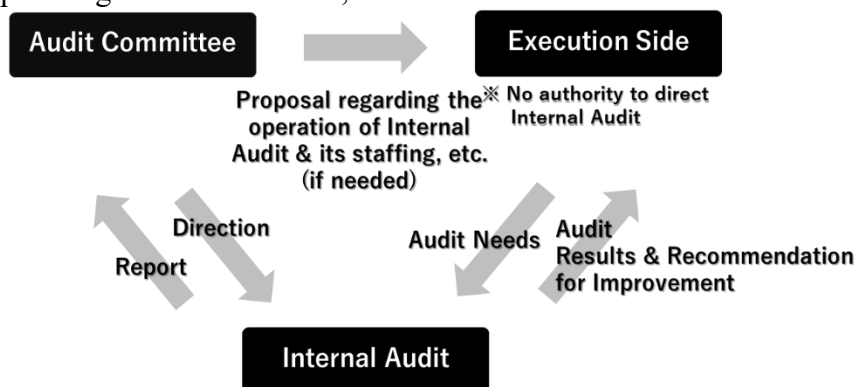 Audit Committee
Execution Side
Proposal regarding the
operation of Internal
Audit & its staffing, etc.
(if needed)
※ No authority to direct
Internal Audit
Direction
Report
Audit Needs
Audit
Results & Recommendation
for Improvement
Internal Audit